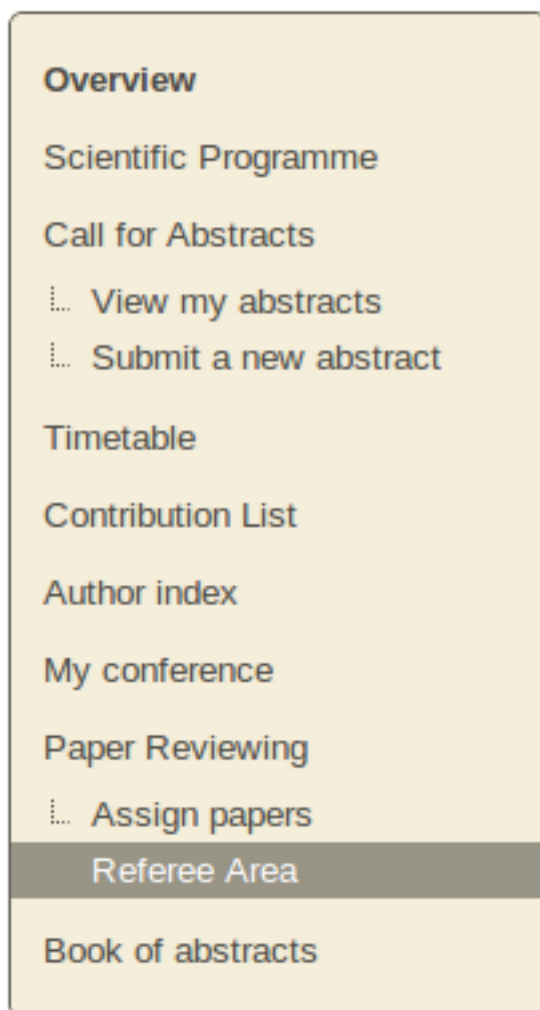 Overview
Scientific Programme
Call for Abstracts
View my abstracts
Submit a new abstract
Timetable
Contribution List
Author index
My conference
Paper Reviewing
Assign papers
Referee Area
Book of abstracts